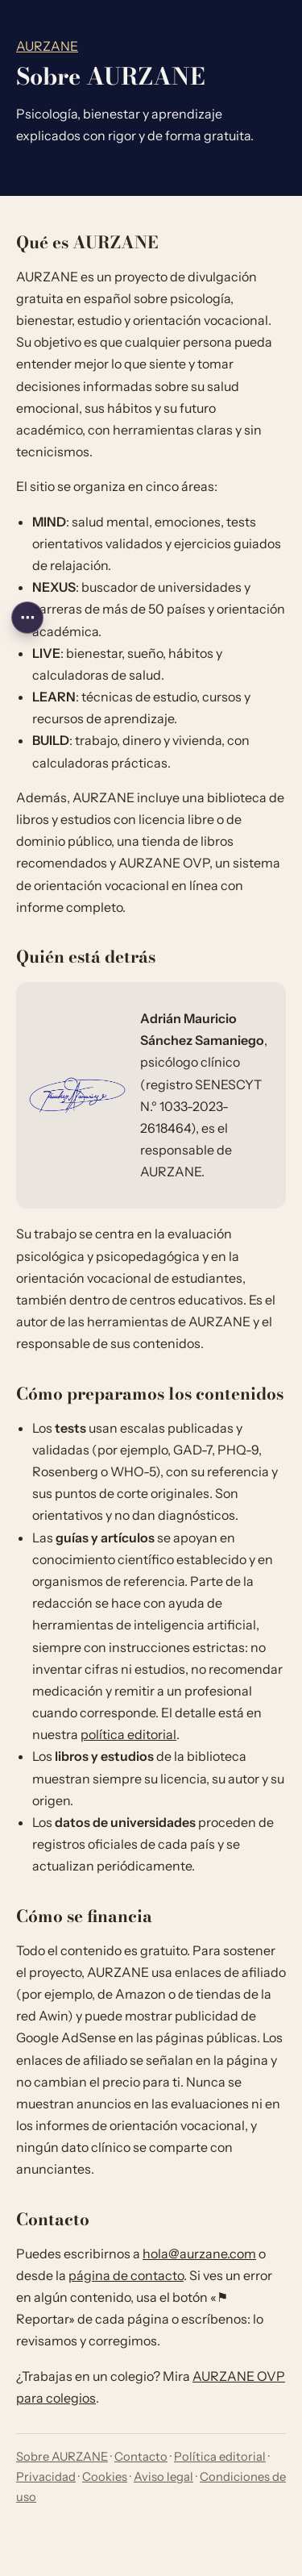 AURZANE
Sobre AURZANE
Psicología, bienestar y aprendizaje
explicados con rigor y de forma gratuita.
Qué es AURZANE
AURZANE es un proyecto de divulgación
gratuita en español sobre psicología,
bienestar, estudio y orientación vocacional.
Su objetivo es que cualquier persona pueda
entender mejor lo que siente y tomar
decisiones informadas sobre su salud
emocional, sus hábitos y su futuro
académico, con herramientas claras y sin
tecnicismos.
El sitio se organiza en cinco áreas:
• MIND: salud mental, emociones, tests
orientativos validados y ejercicios guiados
de relajación.
• NEXUS: buscador de universidades y
carreras de más de 50 países y orientación
académica.
• LIVE: bienestar, sueño, hábitos y
calculadoras de salud.
• LEARN: técnicas de estudio, cursos y
recursos de aprendizaje.
• BUILD: trabajo, dinero y vivienda, con
calculadoras prácticas.
Además, AURZANE incluye una biblioteca de
libros y estudios con licencia libre o de
dominio público, una tienda de libros
recomendados y AURZANE OVP, un sistema
de orientación vocacional en línea con
informe completo.
Quién está detrás
Adrián Mauricio
Sánchez Samaniego,
psicólogo clínico
(registro SENESCYT
N.º 1033-2023-
2618464), es el
responsable de
AURZANE.
Su trabajo se centra en la evaluación
psicológica y psicopedagógica y en la
orientación vocacional de estudiantes,
también dentro de centros educativos. Es el
autor de las herramientas de AURZANE y el
responsable de sus contenidos.
Cómo preparamos los contenidos
• Los tests usan escalas publicadas y
validadas (por ejemplo, GAD-7, PHQ-9,
Rosenberg o WHO-5), con su referencia y
sus puntos de corte originales. Son
orientativos y no dan diagnósticos.
• Las guías y artículos se apoyan en
conocimiento científico establecido y en
organismos de referencia. Parte de la
redacción se hace con ayuda de
herramientas de inteligencia artificial,
siempre con instrucciones estrictas: no
inventar cifras ni estudios, no recomendar
medicación y remitir a un profesional
cuando corresponde. El detalle está en
nuestra política editorial.
• Los libros y estudios de la biblioteca
muestran siempre su licencia, su autor y su
origen.
• Los datos de universidades proceden de
registros oficiales de cada país y se
actualizan periódicamente.
Cómo se financia
Todo el contenido es gratuito. Para sostener
el proyecto, AURZANE usa enlaces de afiliado
(por ejemplo, de Amazon o de tiendas de la
red Awin) y puede mostrar publicidad de
Google AdSense en las páginas públicas. Los
enlaces de afiliado se señalan en la página y
no cambian el precio para ti. Nunca se
muestran anuncios en las evaluaciones ni en
los informes de orientación vocacional, y
ningún dato clínico se comparte con
anunciantes.
Contacto
Puedes escribirnos a hola@aurzane.com o
desde la página de contacto. Si ves un error
en algún contenido, usa el botón «⚑
Reportar» de cada página o escríbenos: lo
revisamos y corregimos.
¿Trabajas en un colegio? Mira AURZANE OVP
para colegios.
Sobre AURZANE · Contacto · Política editorial ·
Privacidad · Cookies · Aviso legal · Condiciones de
uso